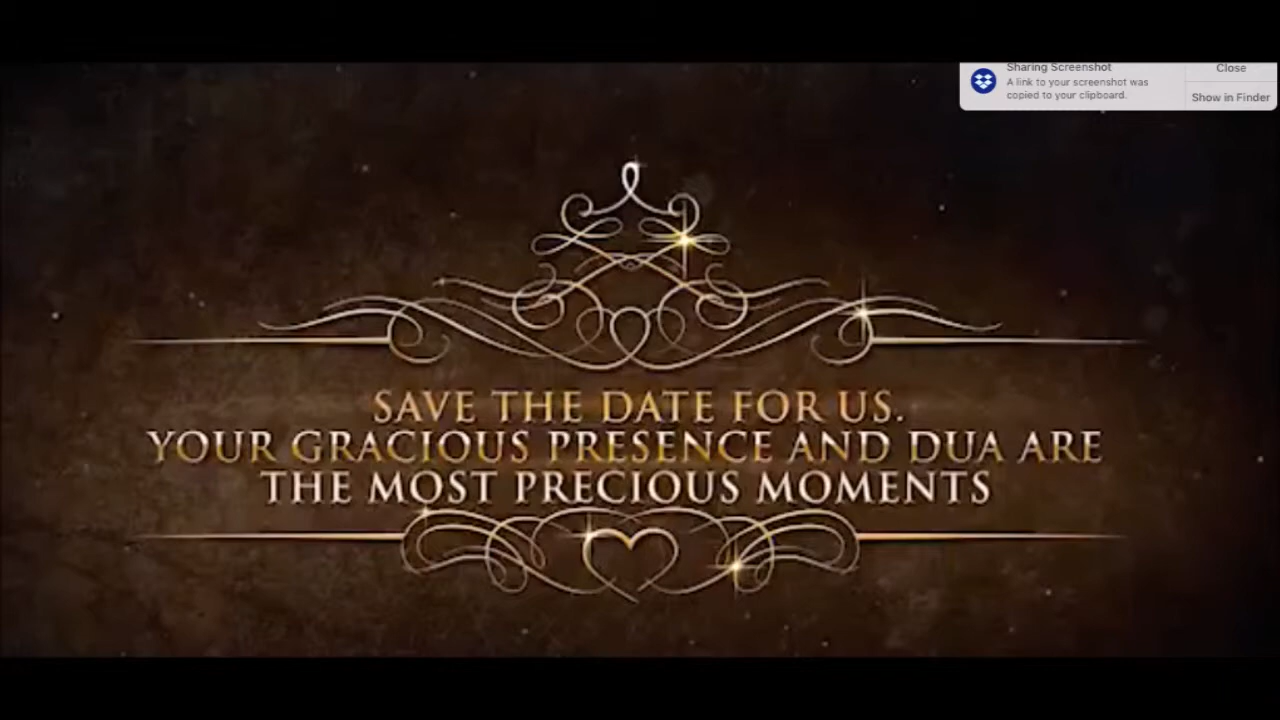 Sharing Screenshot
Close
A link to your screenshot was
copied to your clipboard.
Show in Finder
SAVE THE DATE FOR US.
YOUR GRACIOUS PRESENCE AND DUA ARE
THE MOST PRECIOUS MOMENTS